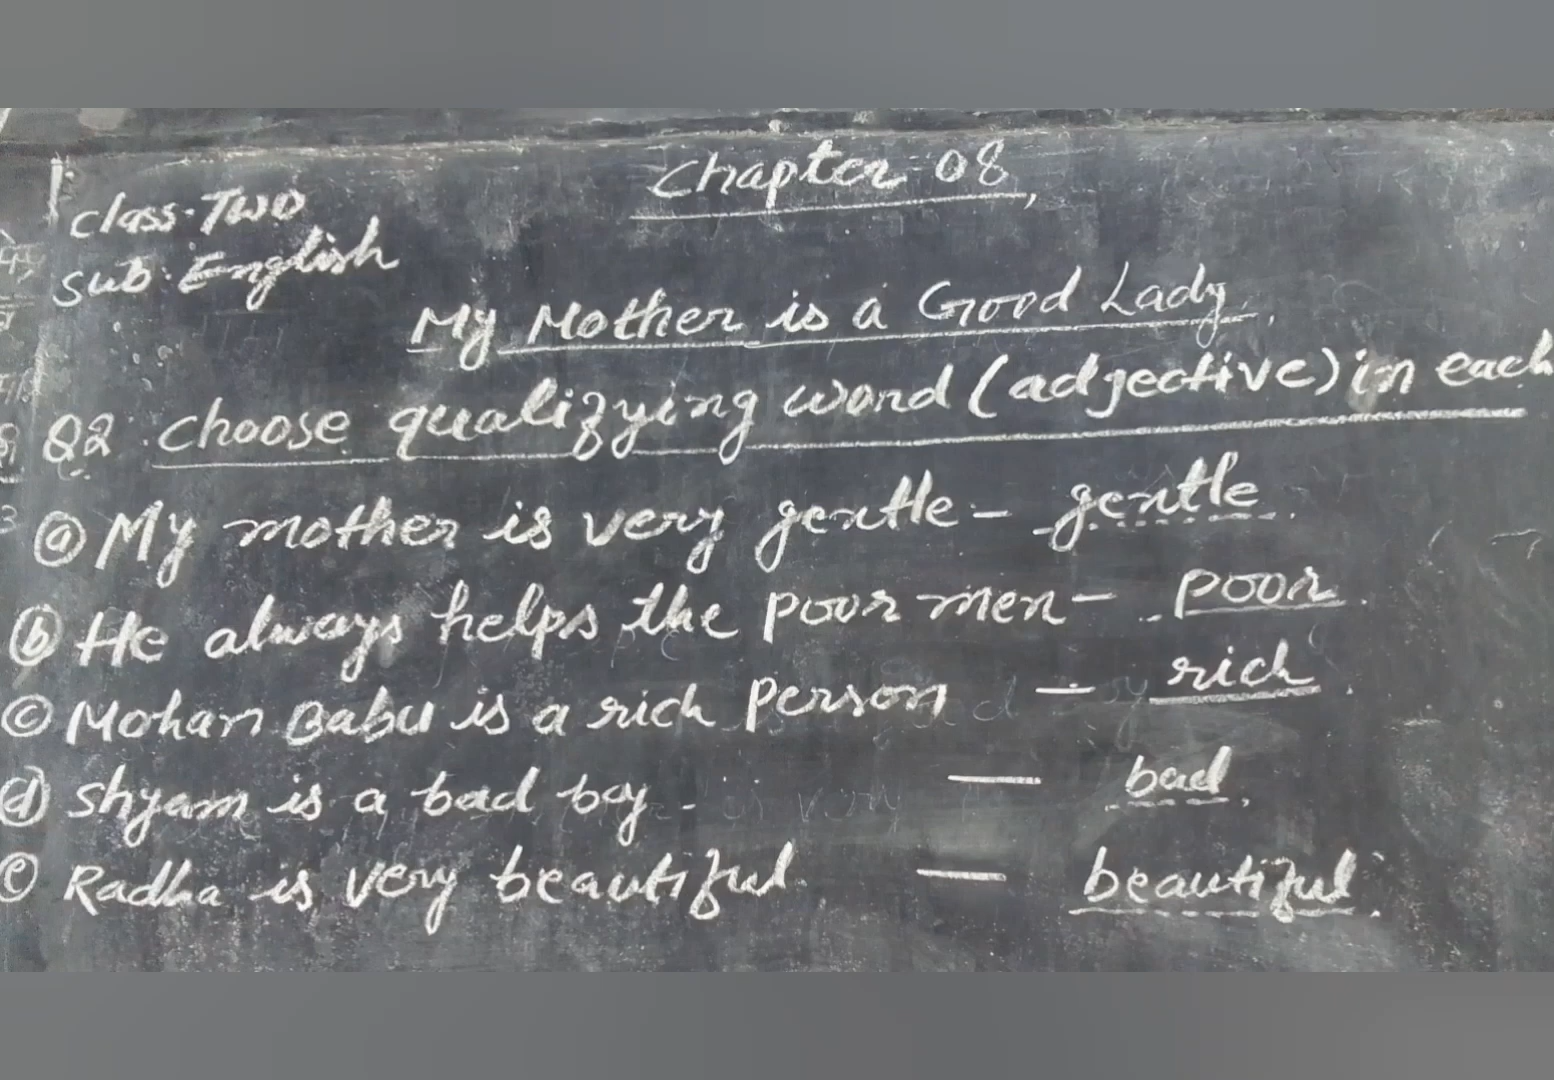 Chapter-08,
Class-Two
Sub: English
My Mother is a Good Lady.
Q2. Choose qualifying word (adjective) in each
(a) My mother is very gentle - gentle.
(b) He always helps the poor men - poor.
(c) Mohan Babu is a rich person - rich.
(d) Shyam is a bad boy - — bad.
(e) Radha is very beautiful — beautiful.